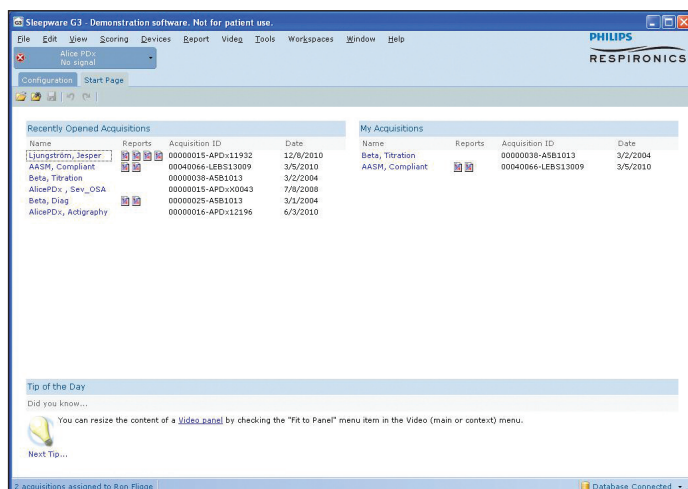 Sleepware G3 - Demonstration software. Not for patient use.
File Edit View Scoring Devices Report Video Tools Workspaces Window Help
PHILIPS
RESPIRONICS
Alice PDx
No signal
Configuration Start Page
Recently Opened Acquisitions
Name Reports Acquisition ID Date
Ljungström, Jesper 00000015-APDx11932 12/8/2010
AASM, Compliant 00040066-LEBS13009 3/5/2010
Beta, Titration 00000038-A5B1013 3/2/2004
AlicePDx , Sev_OSA 00000015-APDxX0043 7/8/2008
Beta, Diag 00000025-A5B1013 3/1/2004
AlicePDx, Actigraphy 00000016-APDx12196 6/3/2010
My Acquisitions
Name Reports Acquisition ID Date
Beta, Titration 00000038-A5B1013 3/2/2004
AASM, Compliant 00040066-LEBS13009 3/5/2010
Tip of the Day
Did you know...
You can resize the content of a Video panel by checking the "Fit to Panel" menu item in the Video (main or context) menu.
Next Tip...
2 acquisitions assigned to Ron Fligge
Database Connected